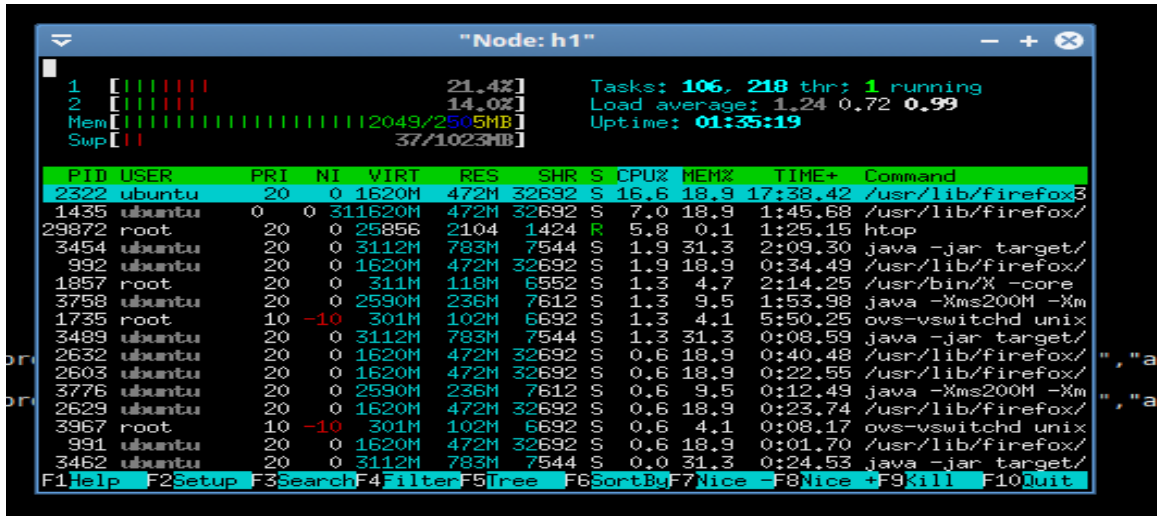 "Node: h1"
1 [||||||| 21.4%] Tasks: 106, 218 thr; 1 running
2 [|||||| 14.0%] Load average: 1.24 0.72 0.99
Mem[||||||||||||||||||||2049/2505MB] Uptime: 01:35:19
Swp[|| 37/1023MB]
PID USER PRI NI VIRT RES SHR S CPU% MEM% TIME+ Command
2322 ubuntu 20 0 1620M 472M 32692 S 16.6 18.9 17:38.42 /usr/lib/firefox3
1435 ubuntu 0 0 311620M 472M 32692 S 7.0 18.9 1:45.68 /usr/lib/firefox/
29872 root 20 0 25856 2104 1424 R 5.8 0.1 1:25.15 htop
3454 ubuntu 20 0 3112M 783M 7544 S 1.9 31.3 2:09.30 java -jar target/
992 ubuntu 20 0 1620M 472M 32692 S 1.9 18.9 0:34.49 /usr/lib/firefox/
1857 root 20 0 311M 118M 6552 S 1.3 4.7 2:14.25 /usr/bin/X -core
3758 ubuntu 20 0 2590M 236M 7612 S 1.3 9.5 1:53.98 java -Xms200M -Xm
1735 root 10 -10 301M 102M 6692 S 1.3 4.1 5:50.25 ovs-vswitchd unix
3489 ubuntu 20 0 3112M 783M 7544 S 1.3 31.3 0:08.59 java -jar target/
2632 ubuntu 20 0 1620M 472M 32692 S 0.6 18.9 0:40.48 /usr/lib/firefox/
2603 ubuntu 20 0 1620M 472M 32692 S 0.6 18.9 0:22.55 /usr/lib/firefox/
3776 ubuntu 20 0 2590M 236M 7612 S 0.6 9.5 0:12.49 java -Xms200M -Xm
2629 ubuntu 20 0 1620M 472M 32692 S 0.6 18.9 0:23.74 /usr/lib/firefox/
3967 root 10 -10 301M 102M 6692 S 0.6 4.1 0:08.17 ovs-vswitchd unix
991 ubuntu 20 0 1620M 472M 32692 S 0.6 18.9 0:01.70 /usr/lib/firefox/
3462 ubuntu 20 0 3112M 783M 7544 S 0.0 31.3 0:24.53 java -jar target/
F1Help F2Setup F3SearchF4FilterF5Tree F6SortByF7Nice -F8Nice +F9Kill F10Quit
","a
","a